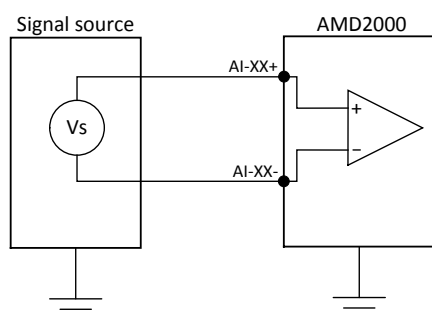 Signal source
AMD2000
AI-XX+
Vs
+
−
AI-XX-